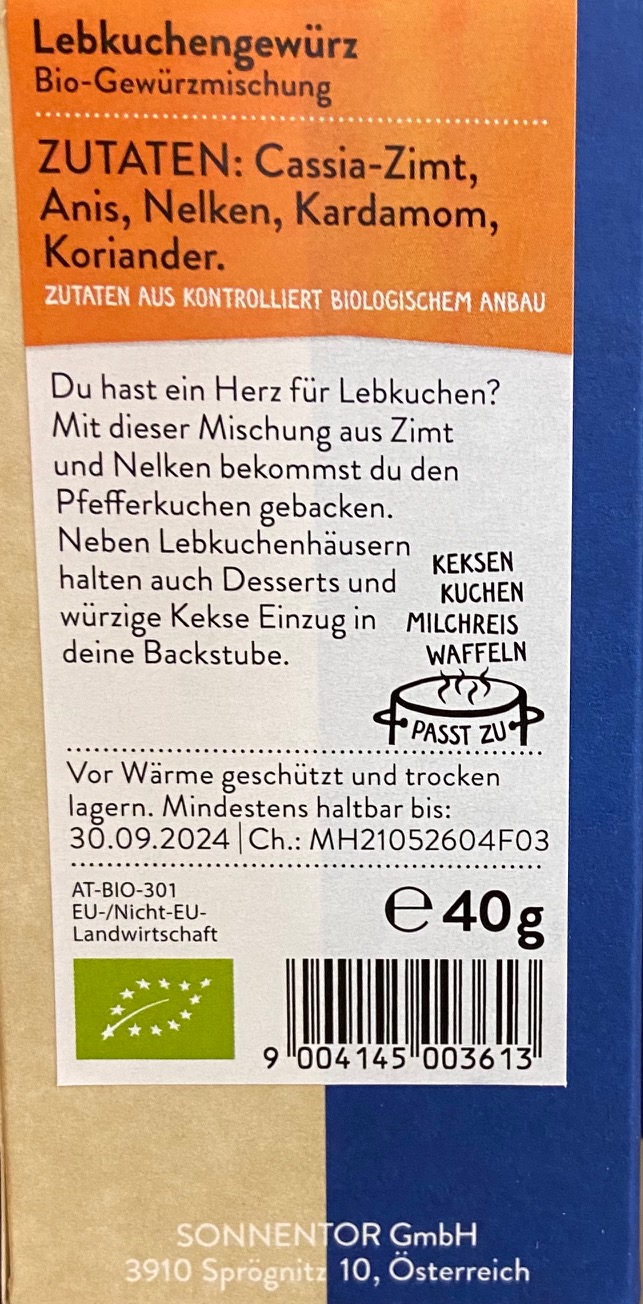 Lebkuchengewürz
Bio-Gewürzmischung
ZUTATEN: Cassia-Zimt,
Anis, Nelken, Kardamom,
Koriander.
ZUTATEN AUS KONTROLLIERT BIOLOGISCHEM ANBAU
Du hast ein Herz für Lebkuchen?
Mit dieser Mischung aus Zimt
und Nelken bekommst du den
Pfefferkuchen gebacken.
Neben Lebkuchenhäusern
halten auch Desserts und
würzige Kekse Einzug in
deine Backstube.
KEKSEN
KUCHEN
MILCHREIS
WAFFELN
PASST ZU
Vor Wärme geschützt und trocken
lagern. Mindestens haltbar bis:
30.09.2024|Ch.: MH21052604F03
AT-BIO-301
EU-/Nicht-EU-
Landwirtschaft
℮ 40g
9 004145 003613
SONNENTOR GmbH
3910 Sprögnitz 10, Österreich